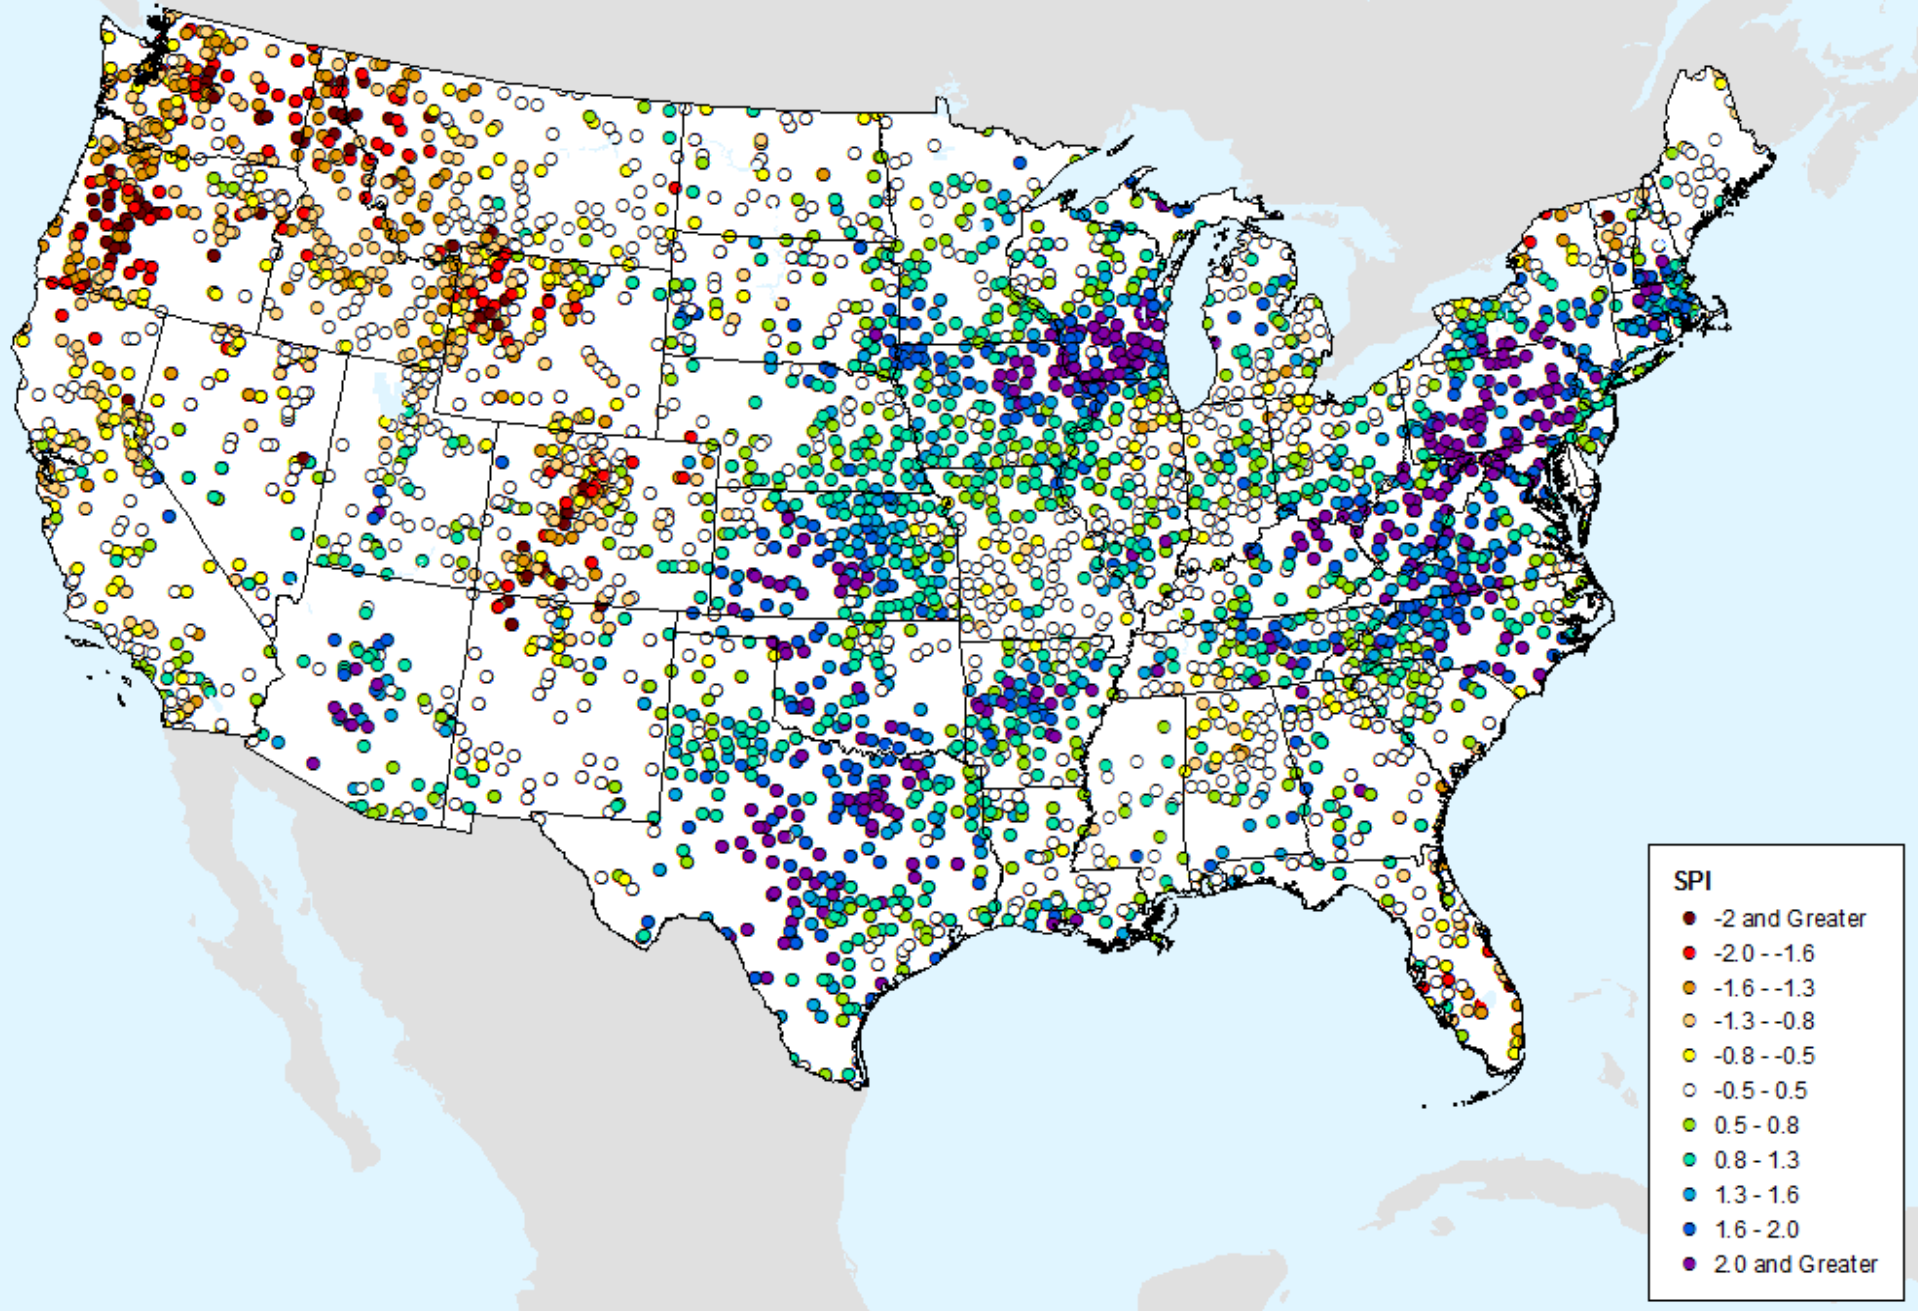 SPI
-2 and Greater
-2.0 - -1.6
-1.6 - -1.3
-1.3 - -0.8
-0.8 - -0.5
-0.5 - 0.5
0.5 - 0.8
0.8 - 1.3
1.3 - 1.6
1.6 - 2.0
2.0 and Greater